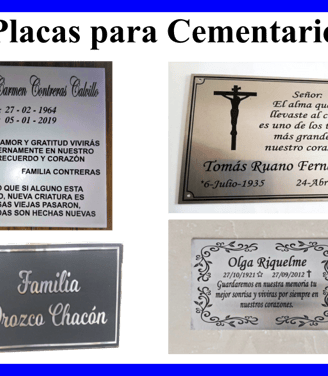 Placas para Cementario
Carmen Contreras Calvillo
27 - 02 - 1964
05 - 01 - 2019
AMOR Y GRATITUD VIVIRÁS
ERNAMENTE EN NUESTRO
RECUERDO Y CORAZÓN
FAMILIA CONTRERAS
O QUE SI ALGUNO ESTA
O, NUEVA CRIATURA ES
SAS VIEJAS PASARON,
DAS SON HECHAS NUEVAS
Señor:
El alma que
llevaste al c
es uno de los t
más grande
nuestro coraz
Tomás Ruano Ferna
*6-Julio-1935 24-Abr
Familia
Orozco Chacón
Olga Riquelme
27/10/1921☆ 27/09/2012✝
Guardaremos en nuestra memoria tu
mejor sonrisa y vivirás por siempre en
nuestros corazones.